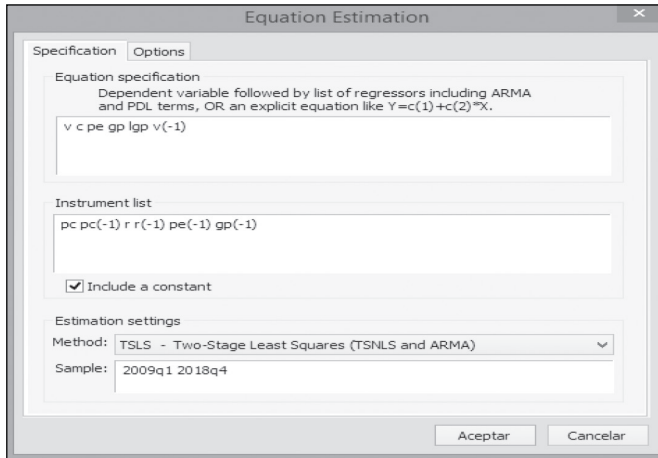 Equation Estimation
Specification Options
Equation specification
Dependent variable followed by list of regressors including ARMA
and PDL terms, OR an explicit equation like Y=c(1)+c(2)*X.
v c pe gp lgp v(-1)
Instrument list
pc pc(-1) r r(-1) pe(-1) gp(-1)
Include a constant
Estimation settings
Method: TSLS - Two-Stage Least Squares (TSNLS and ARMA)
Sample: 2009q1 2018q4
Aceptar Cancelar